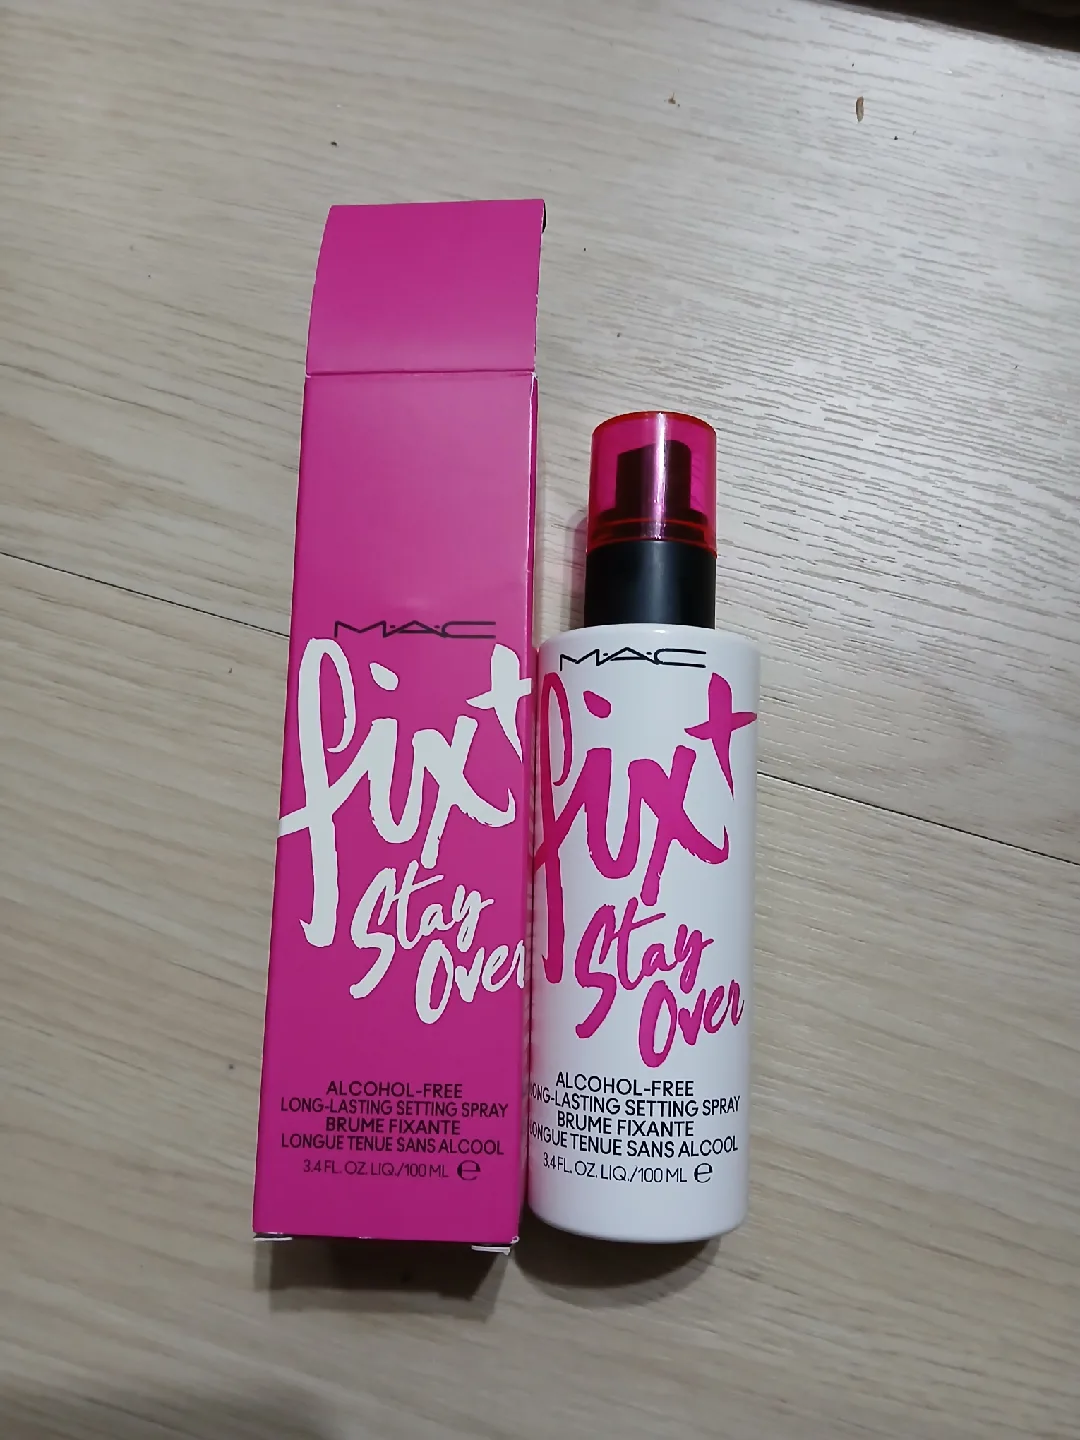 M·A·C
fix+
Stay
Over
ALCOHOL-FREE
LONG-LASTING SETTING SPRAY
BRUME FIXANTE
LONGUE TENUE SANS ALCOOL
3.4 FL. OZ. LIQ./100 ML ℮
M·A·C
fix+
Stay
Over
ALCOHOL-FREE
LONG-LASTING SETTING SPRAY
BRUME FIXANTE
LONGUE TENUE SANS ALCOOL
3.4 FL. OZ. LIQ./100 ML ℮